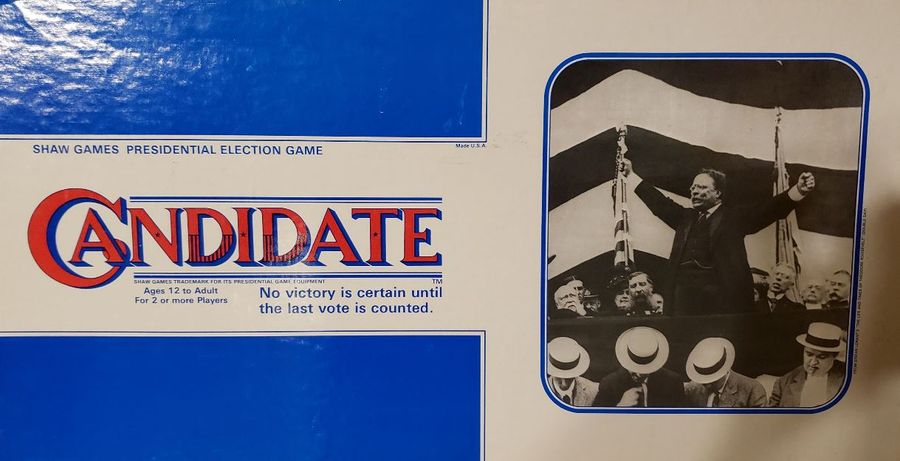 Made U.S.A.
SHAW GAMES PRESIDENTIAL ELECTION GAME
CANDIDATE
SHAW GAMES TRADEMARK FOR ITS PRESIDENTIAL GAME EQUIPMENT
TM
Ages 12 to Adult
For 2 or more Players
No victory is certain until
the last vote is counted.